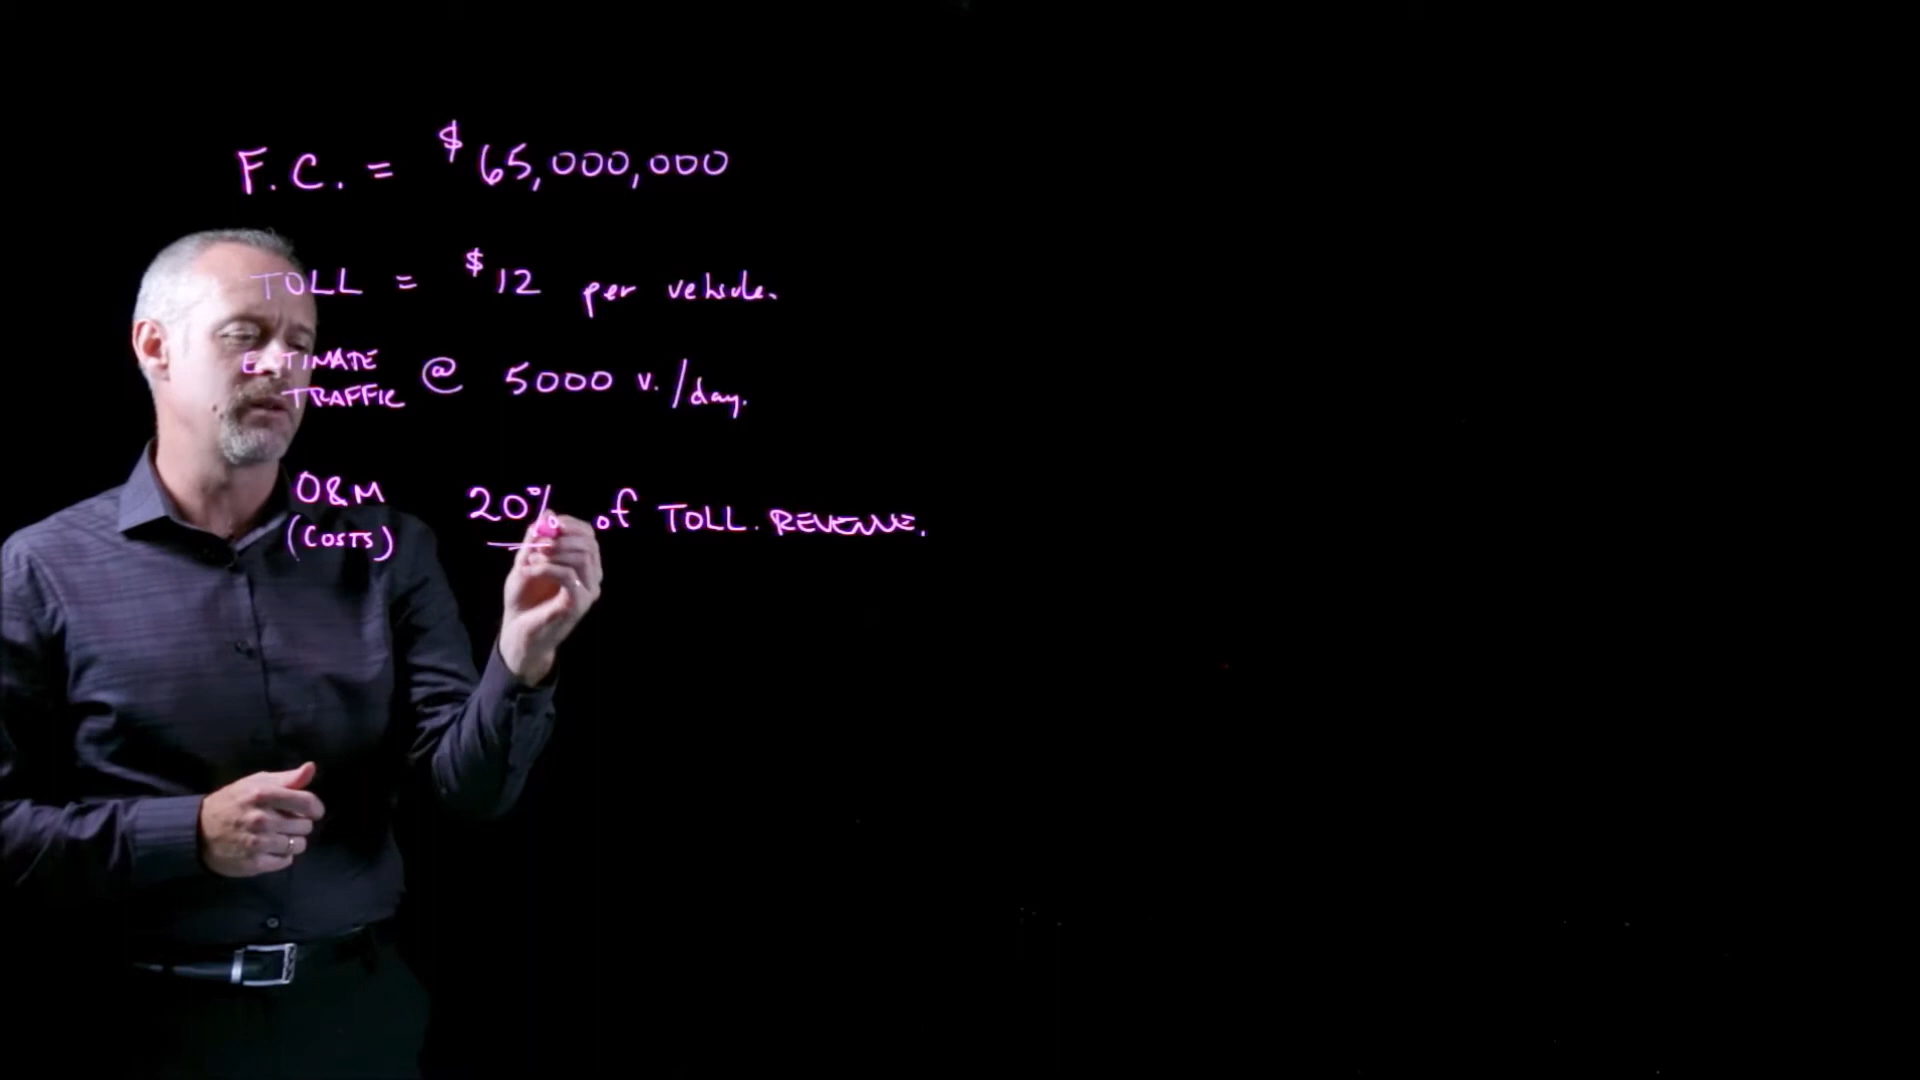 F.C. = $65,000,000
TOLL = $12 per vehicle.
ESTIMATE TRAFFIC @ 5000 v./day.
O&M (COSTS) 20% of TOLL. REVENUE.